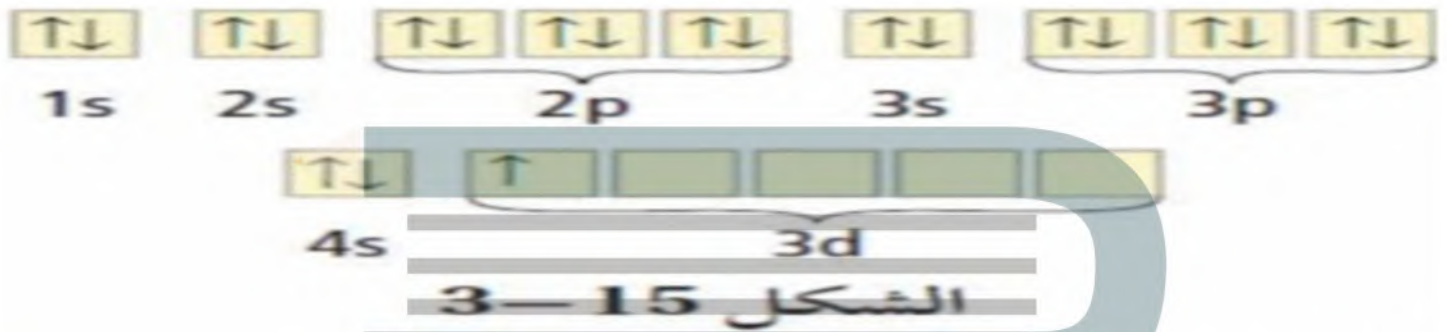 ↑↓ ↑↓ ↑↓ ↑↓ ↑↓ ↑↓ ↑↓ ↑↓ ↑↓
1s 2s 2p 3s 3p
↑↓ ↑
4s 3d
الشكل 15-3